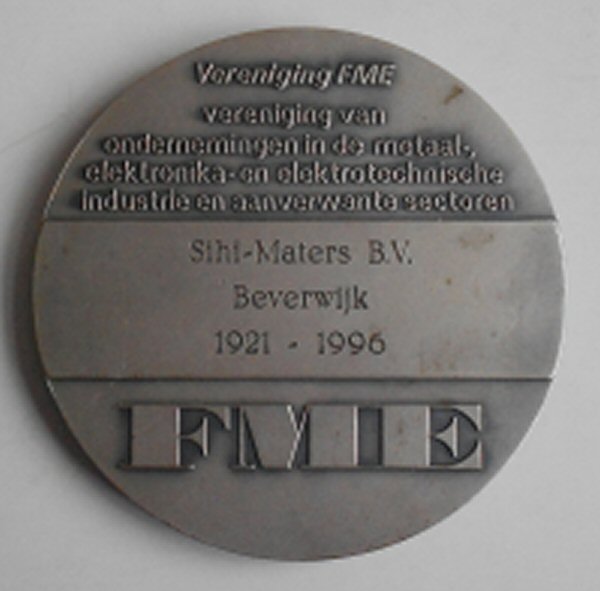 Vereniging FME
vereniging van
ondernemingen in de metaal-,
elektronika- en elektrotechnische
industrie en aanverwante sectoren
Sihi-Maters B.V.
Beverwijk
1921 - 1996
FME